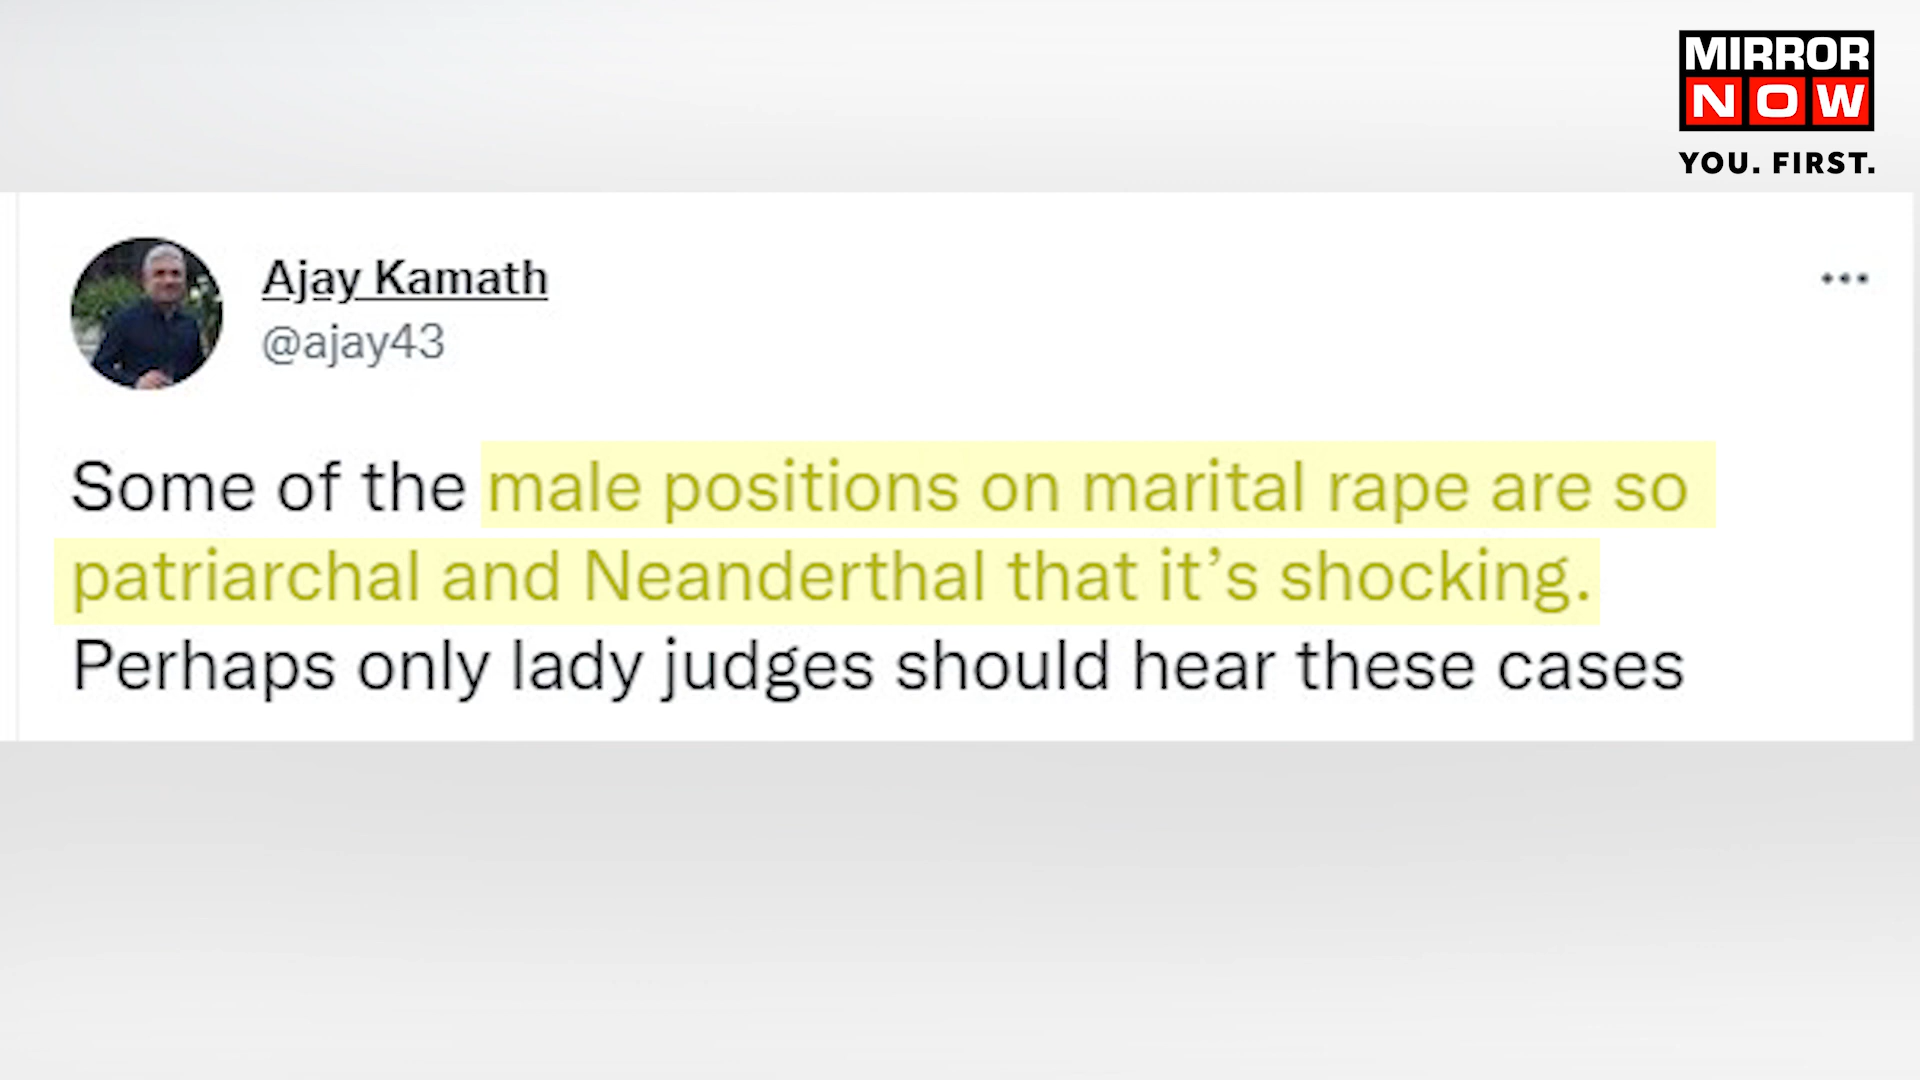 MIRROR
NOW
YOU. FIRST.
Ajay Kamath
@ajay43
Some of the male positions on marital rape are so
patriarchal and Neanderthal that it’s shocking.
Perhaps only lady judges should hear these cases